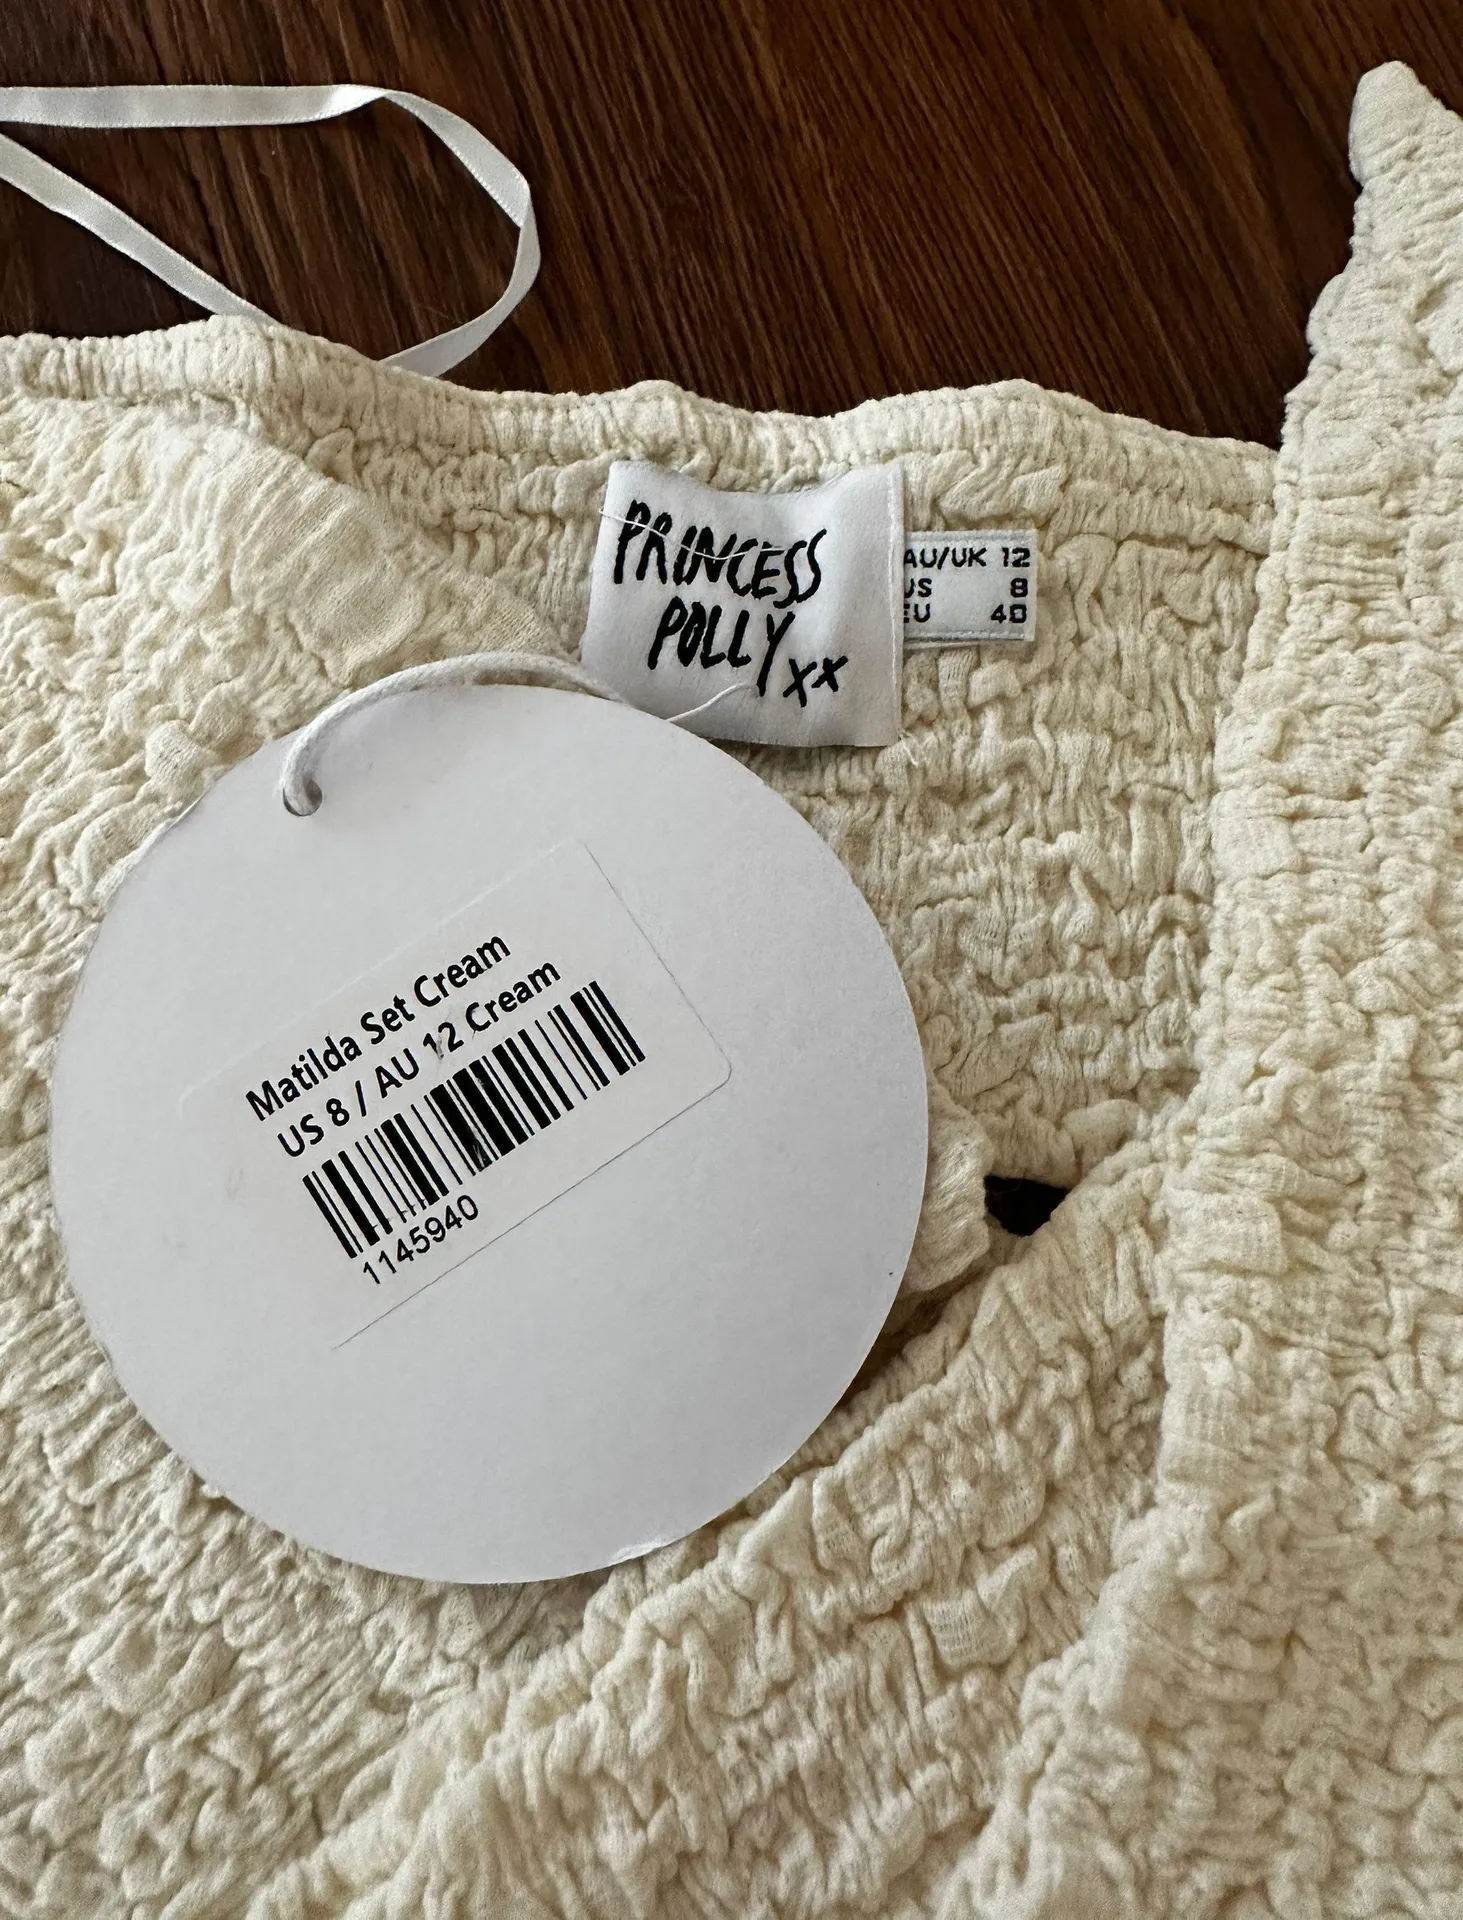 PRINCESS
POLLY xx
AU/UK 12
US 8
EU 40
Matilda Set Cream
US 8 / AU 12 Cream
1145940